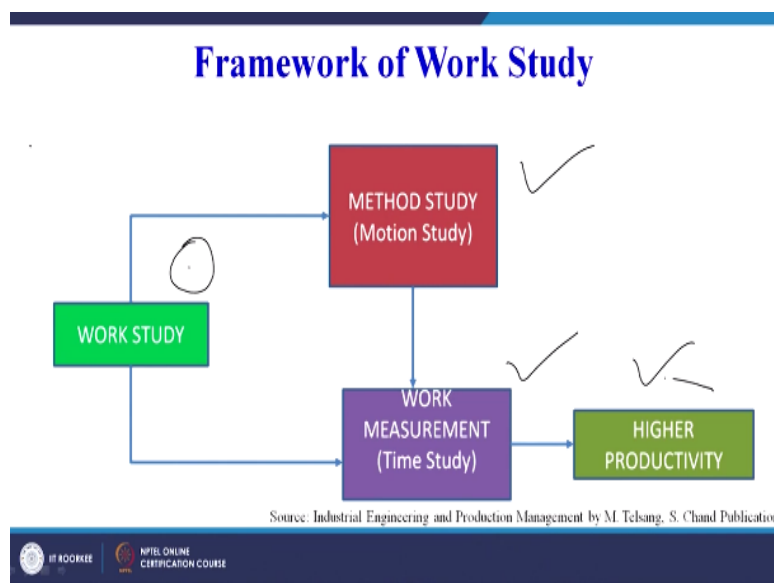 Framework of Work Study
METHOD STUDY
(Motion Study)
WORK STUDY
WORK
MEASUREMENT
(Time Study)
HIGHER
PRODUCTIVITY
Source: Industrial Engineering and Production Management by M. Telsang, S. Chand Publication
IIT ROORKEE
NPTEL ONLINE
CERTIFICATION COURSE